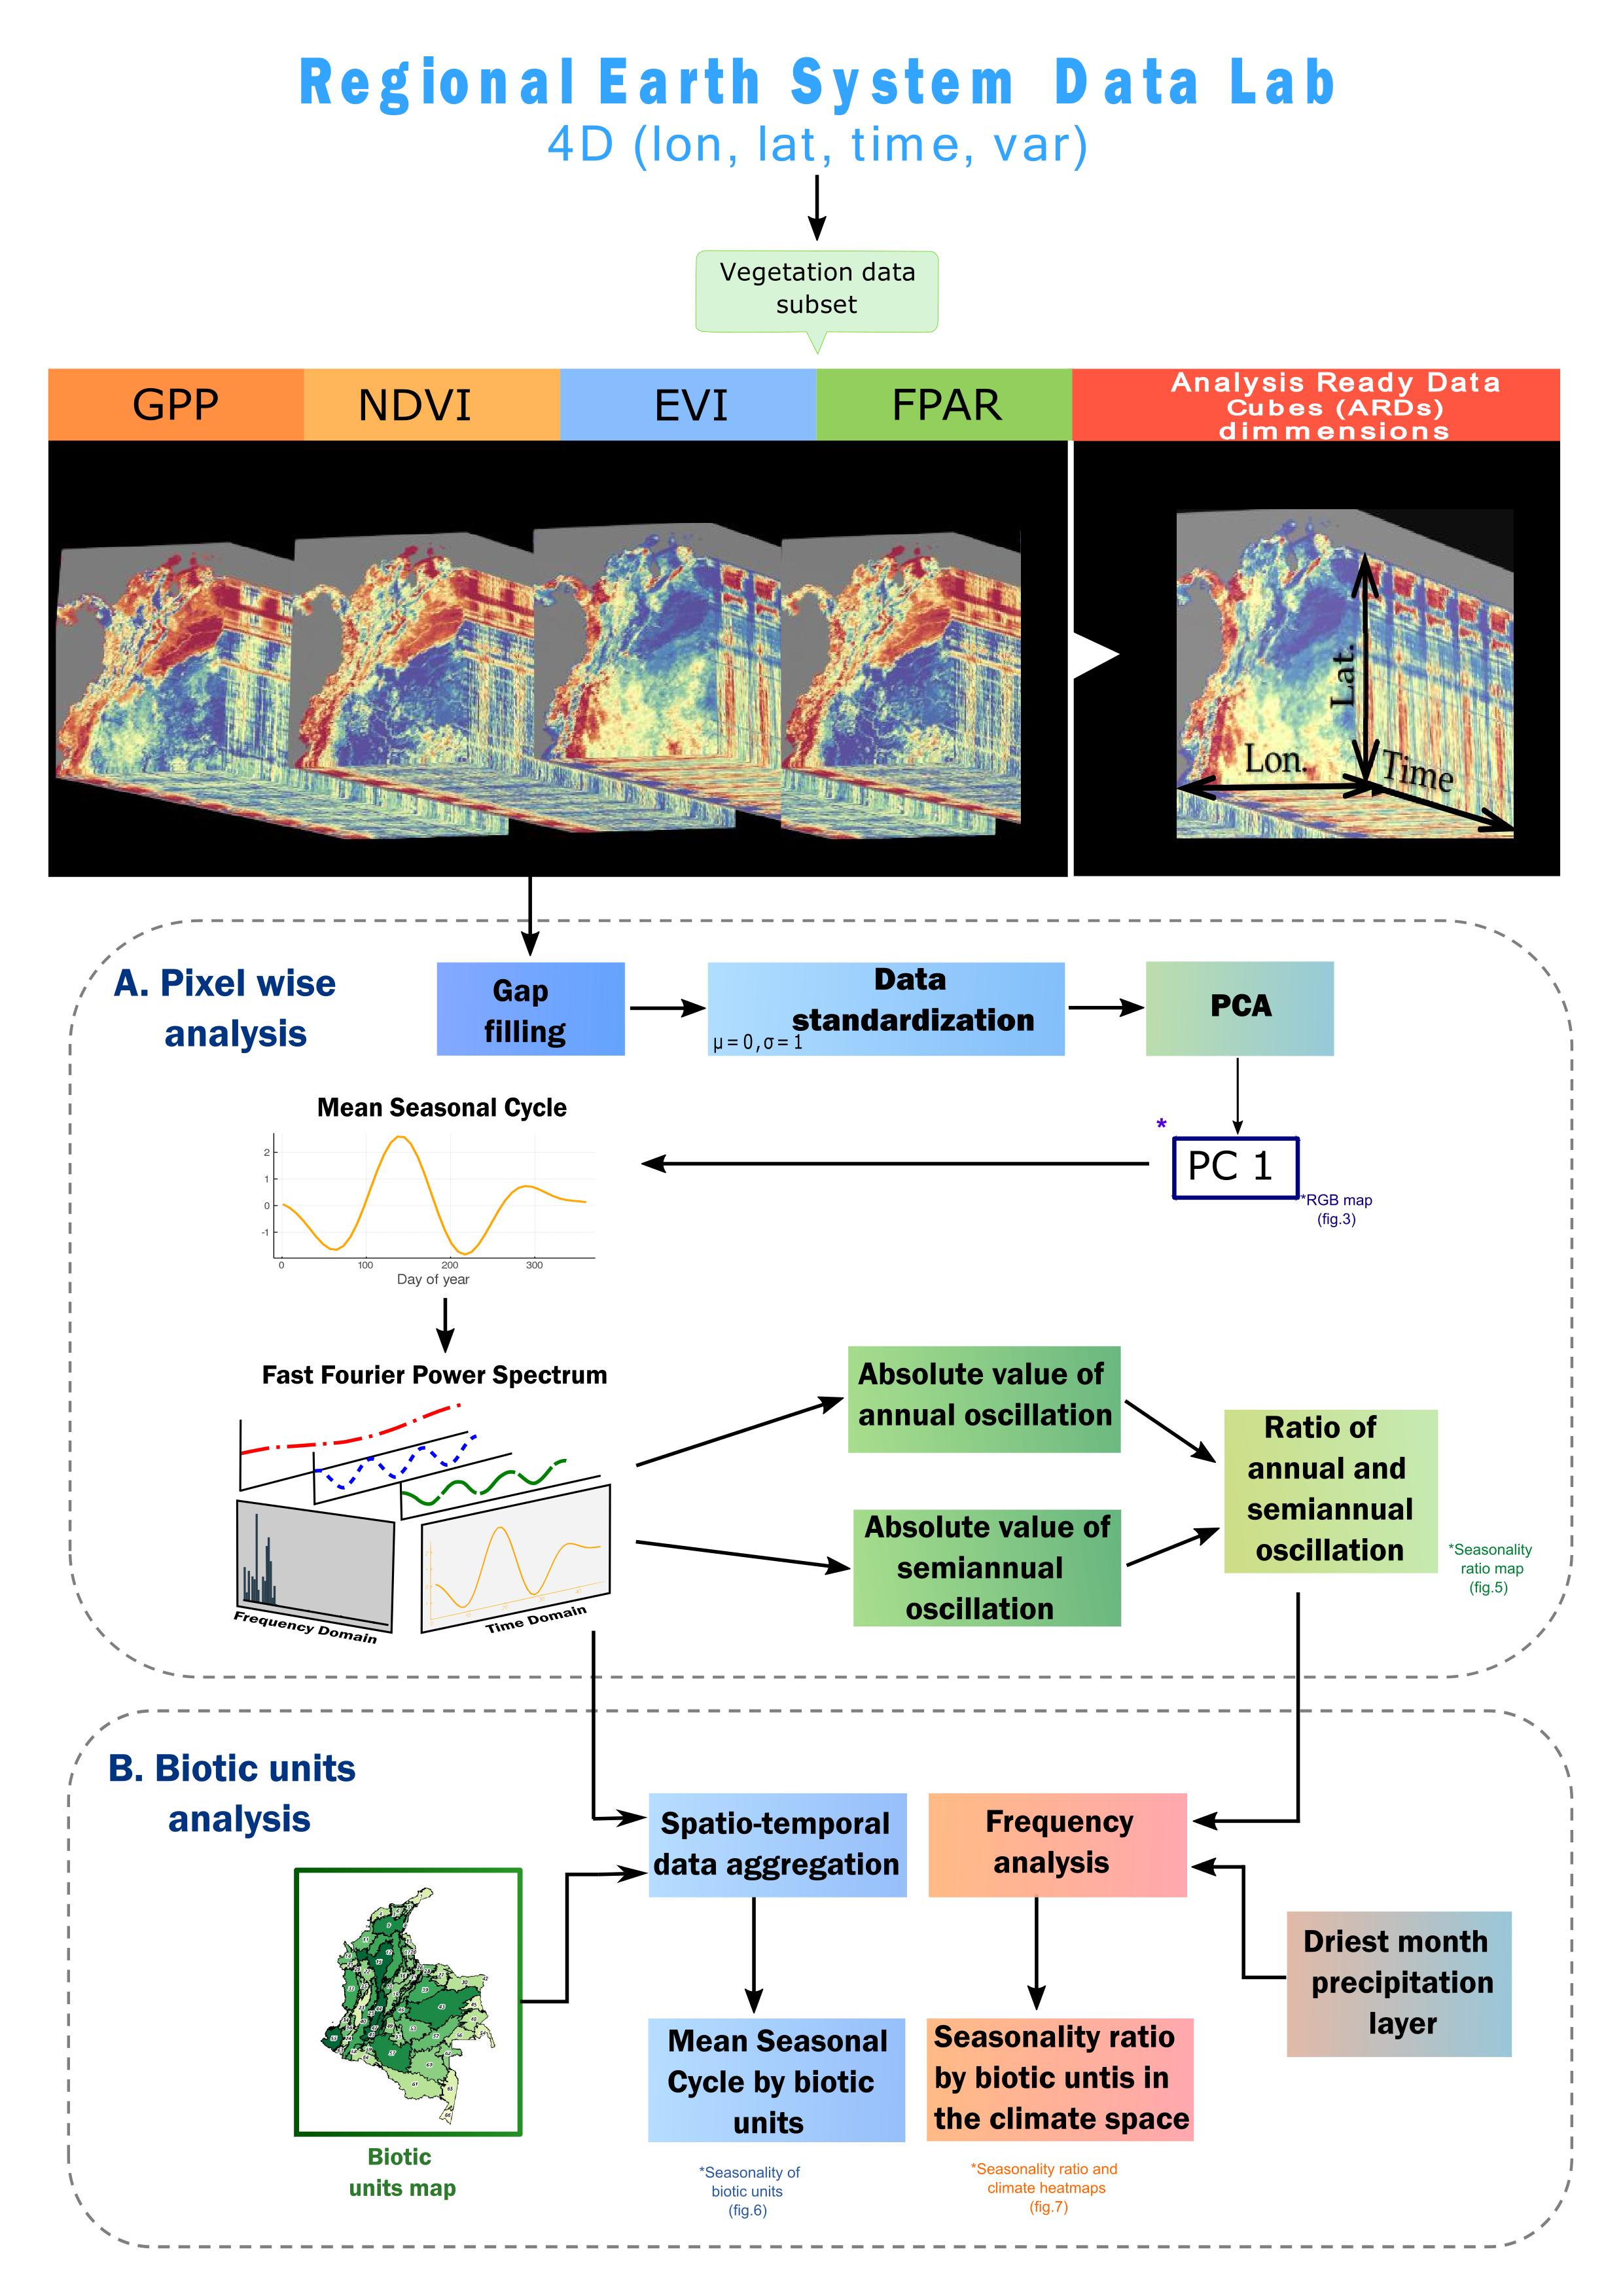 Regional Earth System Data Lab
4D (lon, lat, time, var)
Vegetation data
subset
GPP
NDVI
EVI
FPAR
Analysis Ready Data
Cubes (ARDs)
dimmensions
Lat.
Lon.
Time
A. Pixel wise
analysis
Gap
filling
Data
standardization
μ = 0 , σ = 1
PCA
Mean Seasonal Cycle
2
1
0
-1
0
100
200
300
Day of year
*
PC 1
*RGB map
(fig.3)
Fast Fourier Power Spectrum
Frequency Domain
Time Domain
Absolute value of
annual oscillation
Absolute value of
semiannual
oscillation
Ratio of
annual and
semiannual
oscillation
*Seasonality
ratio map
(fig.5)
B. Biotic units
analysis
Spatio-temporal
data aggregation
Frequency
analysis
Driest month
precipitation
layer
Biotic
units map
Mean Seasonal
Cycle by biotic
units
*Seasonality of
biotic units
(fig.6)
Seasonality ratio
by biotic untis in
the climate space
*Seasonality ratio and
climate heatmaps
(fig.7)